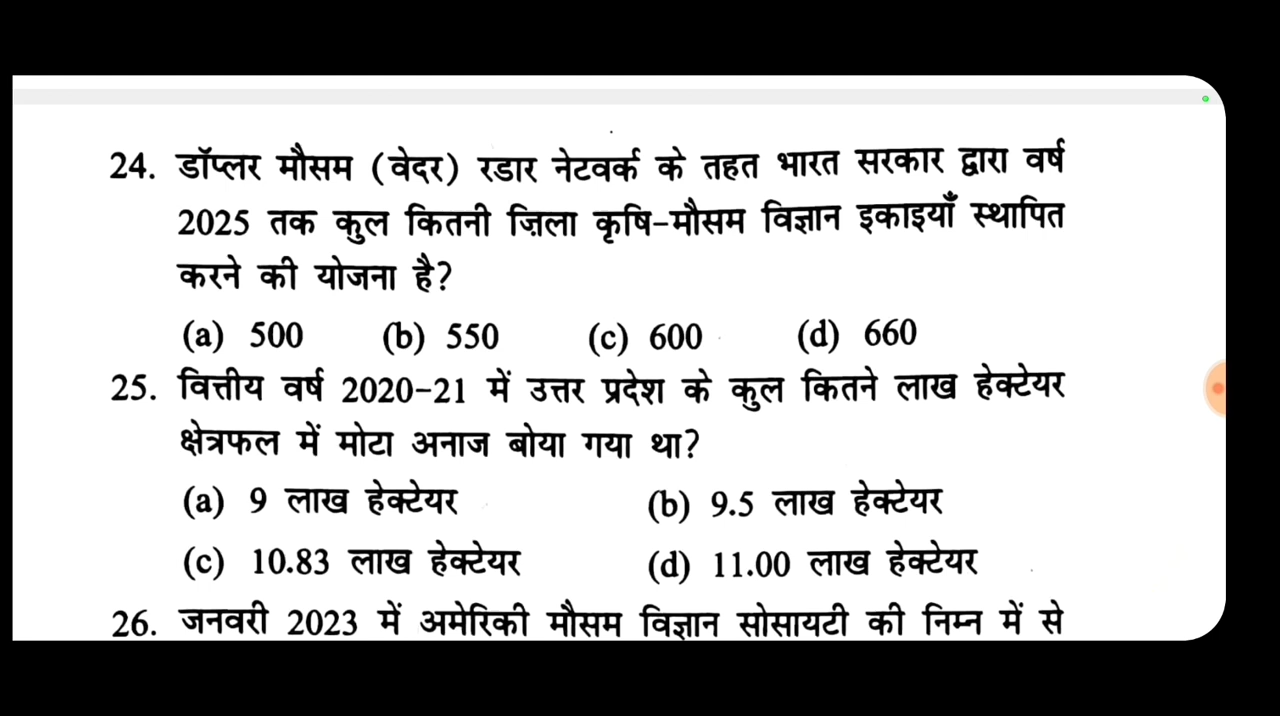 24. डॉप्लर मौसम (वेदर) रडार नेटवर्क के तहत भारत सरकार द्वारा वर्ष
2025 तक कुल कितनी ज़िला कृषि-मौसम विज्ञान इकाइयाँ स्थापित
करने की योजना है?
(a) 500 (b) 550 (c) 600 (d) 660
25. वित्तीय वर्ष 2020-21 में उत्तर प्रदेश के कुल कितने लाख हेक्टेयर
क्षेत्रफल में मोटा अनाज बोया गया था?
(a) 9 लाख हेक्टेयर (b) 9.5 लाख हेक्टेयर
(c) 10.83 लाख हेक्टेयर (d) 11.00 लाख हेक्टेयर
26. जनवरी 2023 में अमेरिकी मौसम विज्ञान सोसायटी की निम्न में से